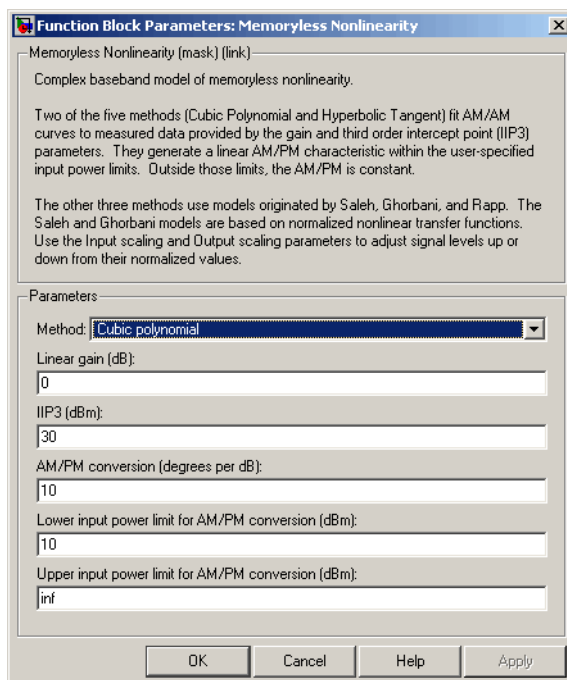 Function Block Parameters: Memoryless Nonlinearity
Memoryless Nonlinearity (mask) (link)
Complex baseband model of memoryless nonlinearity.
Two of the five methods (Cubic Polynomial and Hyperbolic Tangent) fit AM/AM
curves to measured data provided by the gain and third order intercept point (IIP3)
parameters. They generate a linear AM/PM characteristic within the user-specified
input power limits. Outside those limits, the AM/PM is constant.
The other three methods use models originated by Saleh, Ghorbani, and Rapp. The
Saleh and Ghorbani models are based on normalized nonlinear transfer functions.
Use the Input scaling and Output scaling parameters to adjust signal levels up or
down from their normalized values.
Parameters
Method: Cubic polynomial
Linear gain (dB):
0
IIP3 (dBm):
30
AM/PM conversion (degrees per dB):
10
Lower input power limit for AM/PM conversion (dBm):
10
Upper input power limit for AM/PM conversion (dBm):
inf
OK Cancel Help Apply